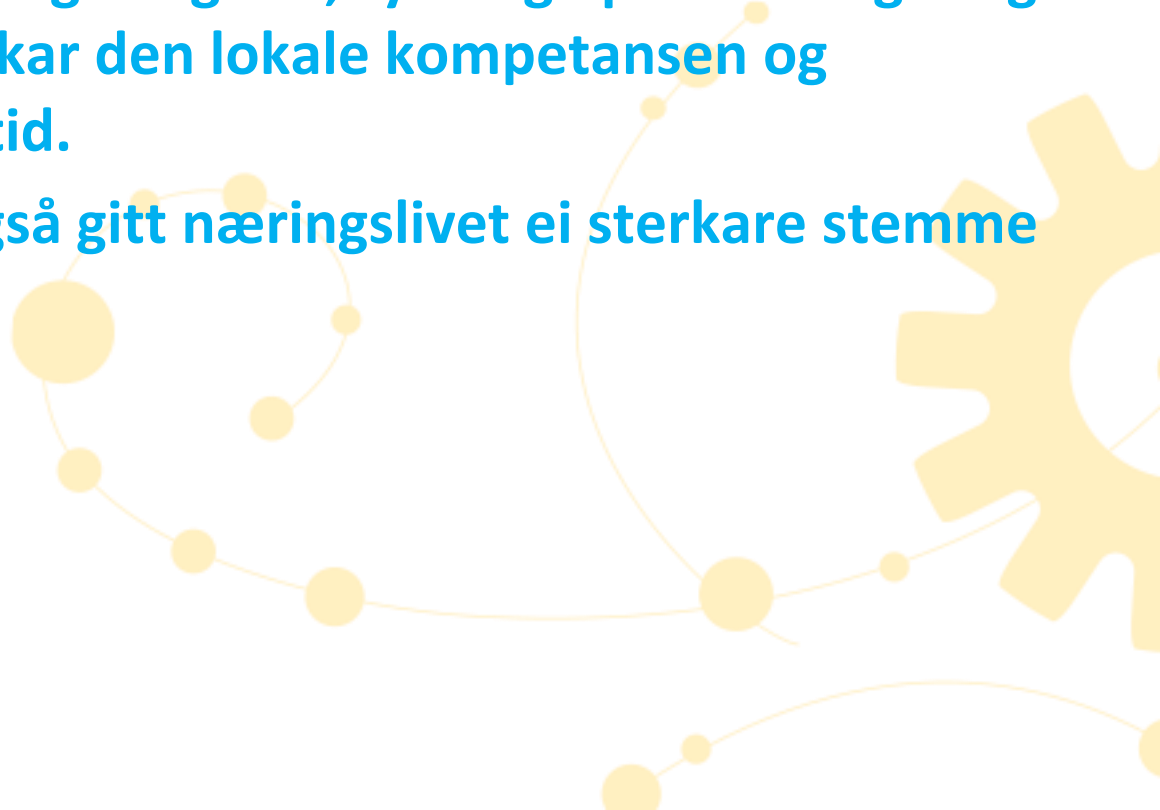 kar den lokale kompetansen og
tid.
gså gitt næringslivet ei sterkare stemme